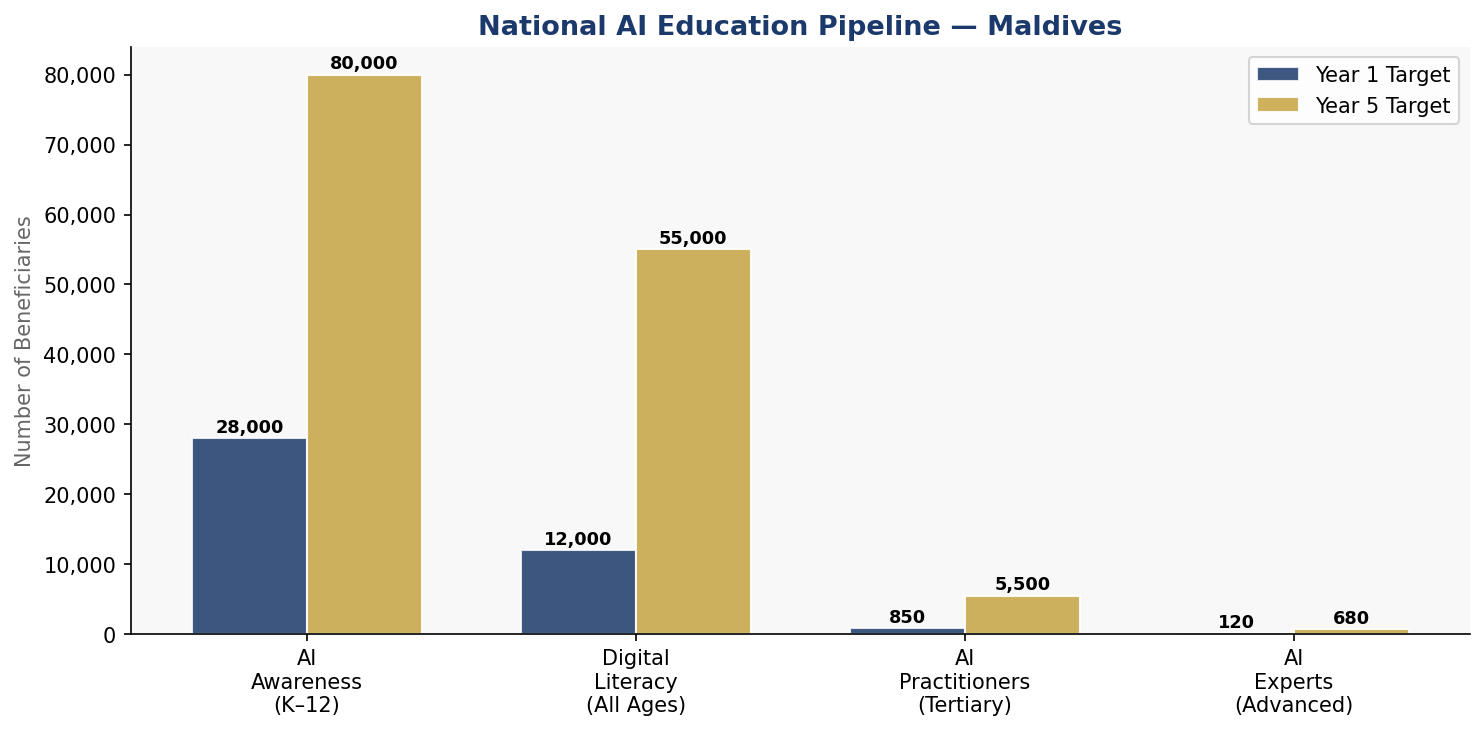 National AI Education Pipeline — Maldives
Year 1 Target
Year 5 Target
Number of Beneficiaries
80,000
70,000
60,000
50,000
40,000
30,000
20,000
10,000
0
28,000
80,000
12,000
55,000
850
5,500
120
680
AI
Awareness
(K–12)
Digital
Literacy
(All Ages)
AI
Practitioners
(Tertiary)
AI
Experts
(Advanced)